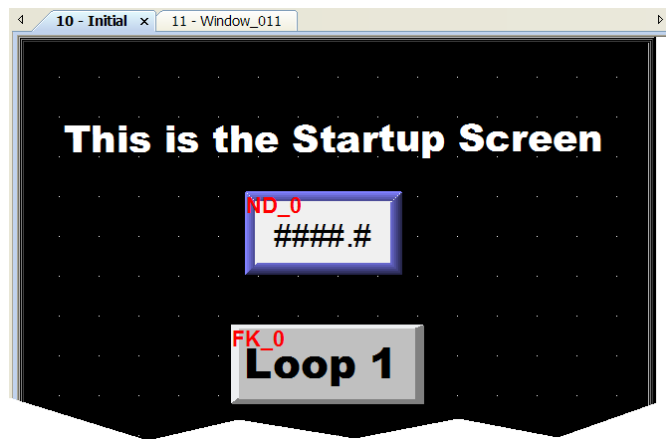 10 - Initial × 11 - Window_011
This is the Startup Screen
ND_0
####.#
FK_0
Loop 1